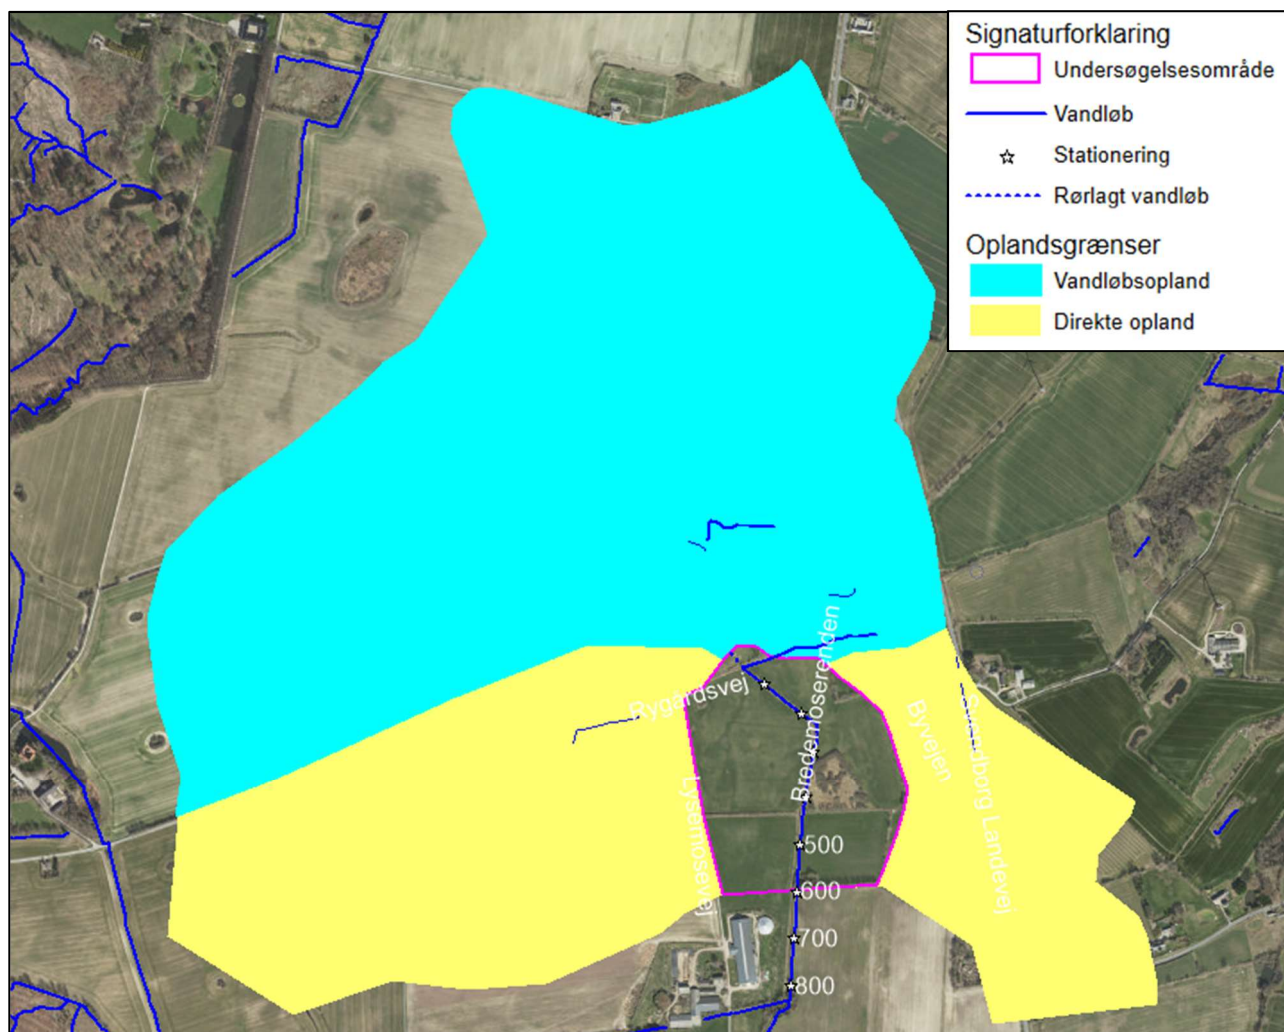 Signaturforklaring
Undersøgelsesområde
Vandløb
Stationering
Rørlagt vandløb
Oplandsgrænser
Vandløbsopland
Direkte opland
Bredemoserenden
Rygårdsvej
Byvejen
Svendborg Landevej
Lysemosevej
500
600
700
800